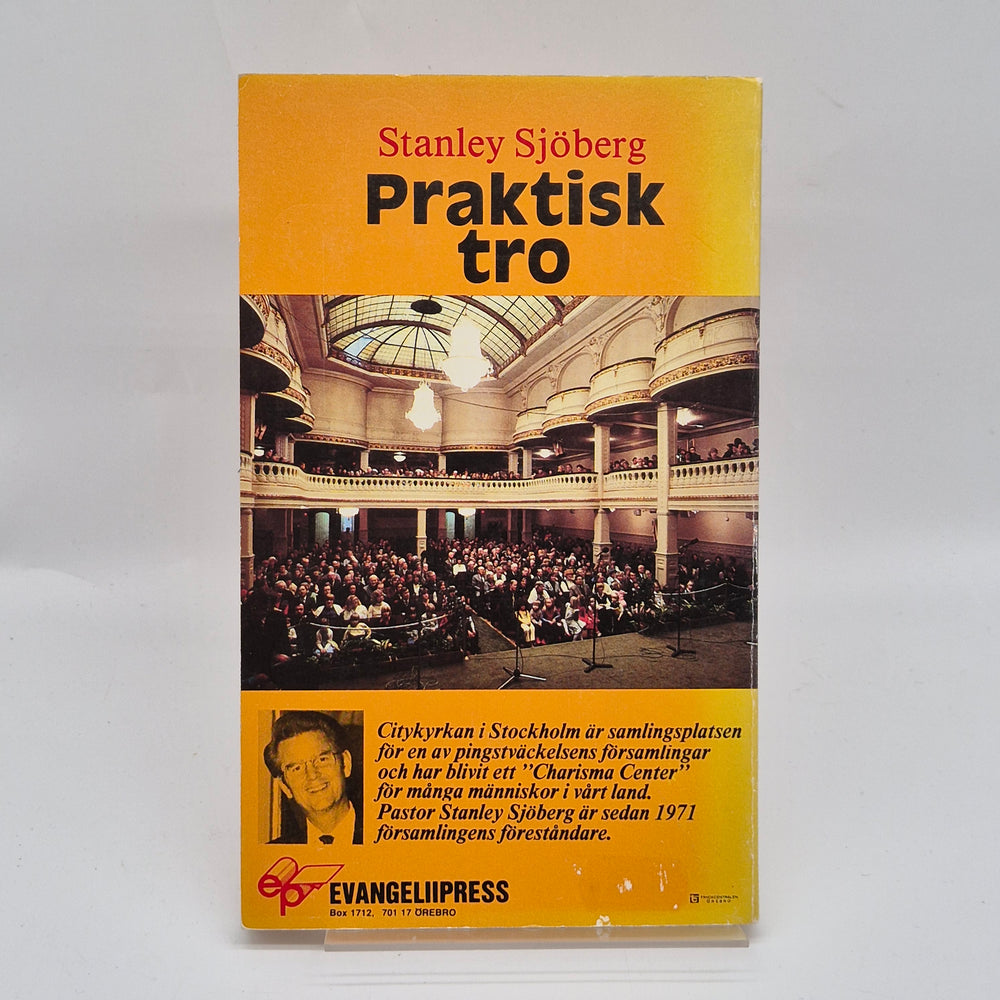 Stanley Sjöberg
Praktisk
tro
Citykyrkan i Stockholm är samlingsplatsen
för en av pingstväckelsens församlingar
och har blivit ett ”Charisma Center”
för många människor i vårt land.
Pastor Stanley Sjöberg är sedan 1971
församlingens föreståndare.
ep EVANGELIIPRESS
Box 1712, 701 17 ÖREBRO
TRYCKCENTRALEN
ÖREBRO